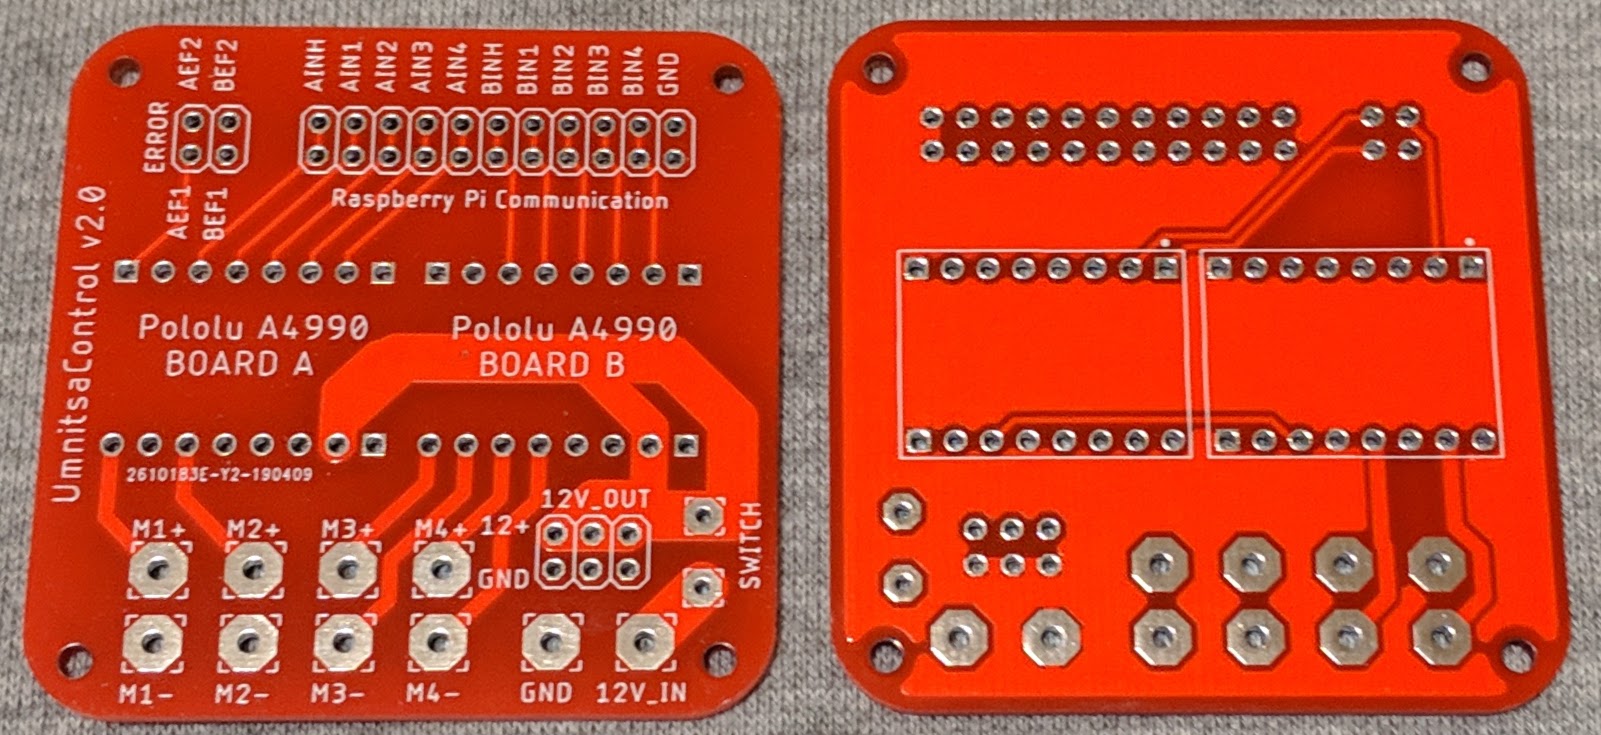 AEF2
BEF2
ERROR
AEF1
BEF1
AINH
AIN1
AIN2
AIN3
AIN4
BINH
BIN1
BIN2
BIN3
BIN4
GND
Raspberry Pi Communication
UmnitsaControl v2.0
Pololu A4990
BOARD A
Pololu A4990
BOARD B
2610183E-Y2-190409
12V_OUT
12+
GND
SWITCH
M1+
M2+
M3+
M4+
M1-
M2-
M3-
M4-
GND
12V_IN